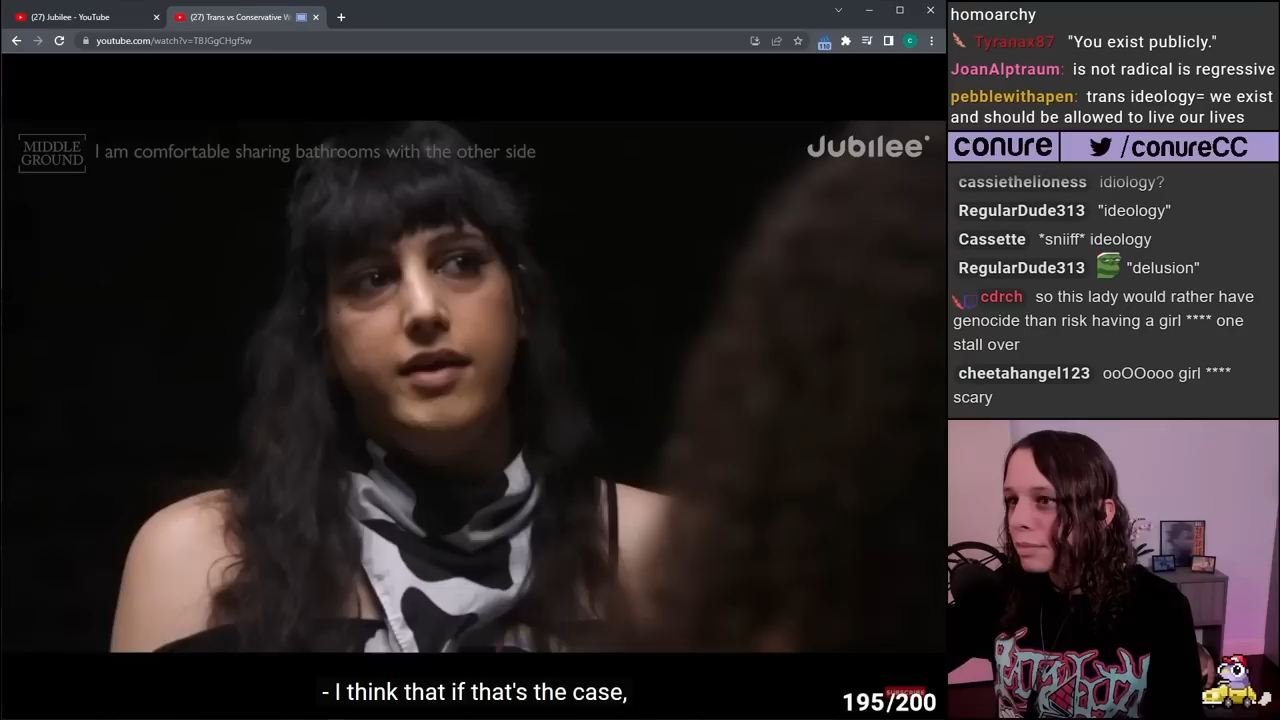 (27) Jubilee - YouTube
(27) Trans vs Conservative W
youtube.com/watch?v=TBJGgCHgf5w
MIDDLE
GROUND
I am comfortable sharing bathrooms with the other side
Jubilee
- I think that if that's the case,
SUBSCRIBE
195/200
homoarchy
Tyranax87 "You exist publicly."
JoanAlptraum: is not radical is regressive
pebblewithapen: trans ideology= we exist
and should be allowed to live our lives
conure
/conureCC
cassiethelioness idiology?
RegularDude313 "ideology"
Cassette *sniiff* ideology
RegularDude313 "delusion"
cdrch so this lady would rather have
genocide than risk having a girl **** one
stall over
cheetahangel123 ooOOooo girl ****
scary